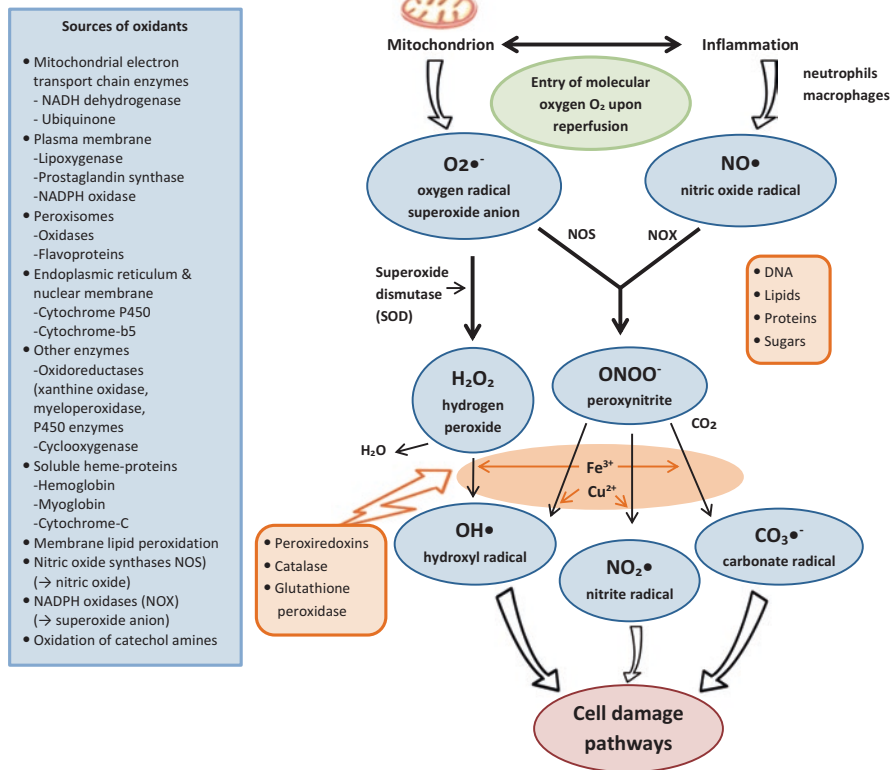 Sources of oxidants
• Mitochondrial electron
transport chain enzymes
- NADH dehydrogenase
- Ubiquinone
• Plasma membrane
-Lipoxygenase
-Prostaglandin synthase
-NADPH oxidase
• Peroxisomes
-Oxidases
-Flavoproteins
• Endoplasmic reticulum &
nuclear membrane
-Cytochrome P450
-Cytochrome-b5
• Other enzymes
-Oxidoreductases
(xanthine oxidase,
myeloperoxidase,
P450 enzymes
-Cyclooxygenase
• Soluble heme-proteins
-Hemoglobin
-Myoglobin
-Cytochrome-C
• Membrane lipid peroxidation
• Nitric oxide synthases NOS)
(→ nitric oxide)
• NADPH oxidases (NOX)
(→ superoxide anion)
• Oxidation of catechol amines
Mitochondrion
Inflammation
neutrophils
macrophages
Entry of molecular
oxygen O₂ upon
reperfusion
O2●⁻
oxygen radical
superoxide anion
NO●
nitric oxide radical
NOS
NOX
Superoxide
dismutase
(SOD)
• DNA
• Lipids
• Proteins
• Sugars
H₂O₂
hydrogen
peroxide
ONOO⁻
peroxynitrite
CO₂
H₂O
Fe³⁺
Cu²⁺
• Peroxiredoxins
• Catalase
• Glutathione
peroxidase
OH●
hydroxyl radical
NO₂●
nitrite radical
CO₃●⁻
carbonate radical
Cell damage
pathways